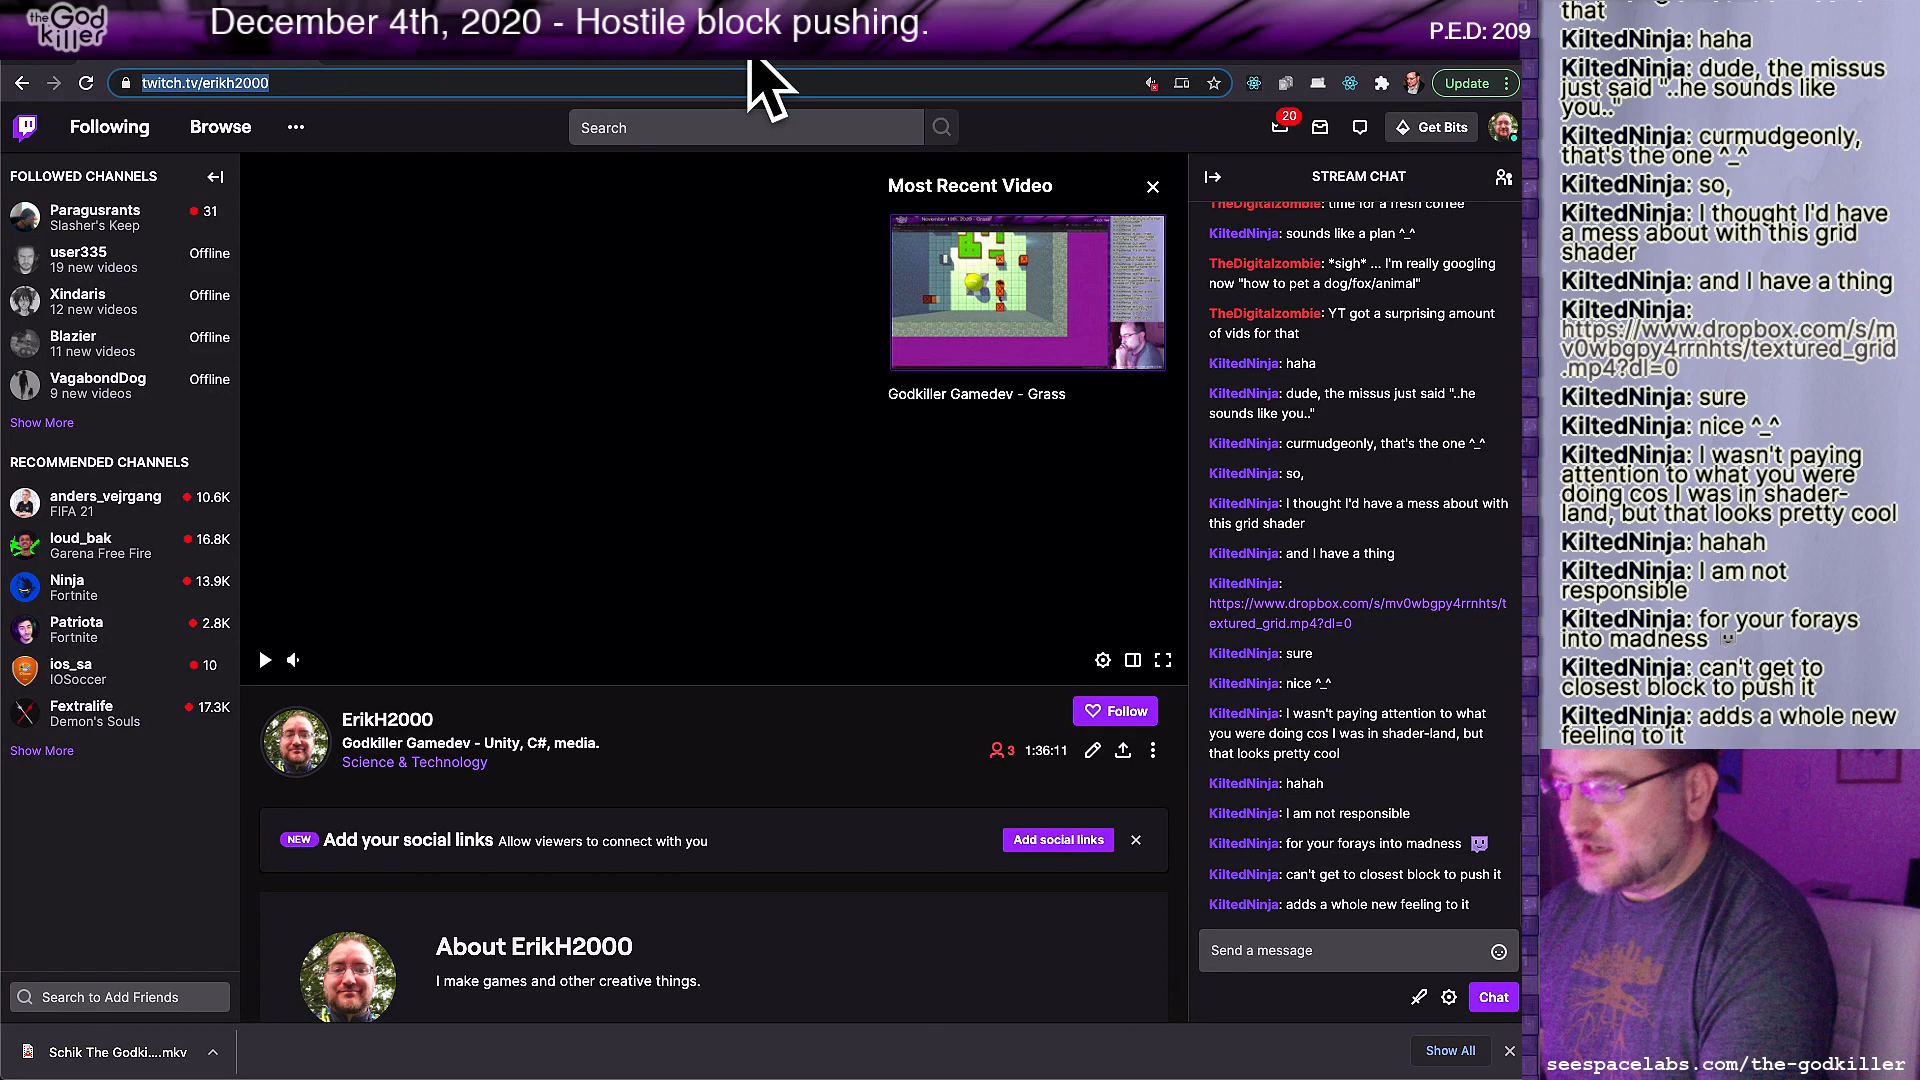 the God killer
December 4th, 2020 - Hostile block pushing.
P.E.D: 209
twitch.tv/erikh2000
Update
Following
Browse
Search
20
Get Bits
FOLLOWED CHANNELS
Paragusrants
31
Slasher's Keep
user335
Offline
19 new videos
Xindaris
Offline
12 new videos
Blazier
Offline
11 new videos
VagabondDog
Offline
9 new videos
Show More
RECOMMENDED CHANNELS
anders_vejrgang
10.6K
FIFA 21
loud_bak
16.8K
Garena Free Fire
Ninja
13.9K
Fortnite
Patriota
2.8K
Fortnite
ios_sa
10
IOSoccer
Fextralife
17.3K
Demon's Souls
Show More
Search to Add Friends
Most Recent Video
Godkiller Gamedev - Grass
ErikH2000
Godkiller Gamedev - Unity, C#, media.
Science & Technology
Follow
3
1:36:11
NEW
Add your social links
Allow viewers to connect with you
Add social links
About ErikH2000
I make games and other creative things.
STREAM CHAT
TheDigitalzombie: time for a fresh coffee
KiltedNinja: sounds like a plan ^_^
TheDigitalzombie: *sigh* ... I'm really googling
now "how to pet a dog/fox/animal"
TheDigitalzombie: YT got a surprising amount
of vids for that
KiltedNinja: haha
KiltedNinja: dude, the missus just said "..he
sounds like you.."
KiltedNinja: curmudgeonly, that's the one ^_^
KiltedNinja: so,
KiltedNinja: I thought I'd have a mess about with
this grid shader
KiltedNinja: and I have a thing
KiltedNinja:
https://www.dropbox.com/s/mv0wbgpy4rrnhts/t
extured_grid.mp4?dl=0
KiltedNinja: sure
KiltedNinja: nice ^_^
KiltedNinja: I wasn't paying attention to what
you were doing cos I was in shader-land, but
that looks pretty cool
KiltedNinja: hahah
KiltedNinja: I am not responsible
KiltedNinja: for your forays into madness
KiltedNinja: can't get to closest block to push it
KiltedNinja: adds a whole new feeling to it
Send a message
Chat
Schik The Godki....mkv
Show All
that
KiltedNinja: haha
KiltedNinja: dude, the missus
just said "..he sounds like
you.."
KiltedNinja: curmudgeonly,
that's the one ^_^
KiltedNinja: so,
KiltedNinja: I thought I'd have
a mess about with this grid
shader
KiltedNinja: and I have a thing
KiltedNinja:
https://www.dropbox.com/s/m
v0wbgpy4rrnhts/textured_grid
.mp4?dl=0
KiltedNinja: sure
KiltedNinja: nice ^_^
KiltedNinja: I wasn't paying
attention to what you were
doing cos I was in shader-
land, but that looks pretty cool
KiltedNinja: hahah
KiltedNinja: I am not
responsible
KiltedNinja: for your forays
into madness
KiltedNinja: can't get to
closest block to push it
KiltedNinja: adds a whole new
feeling to it
seespacelabs.com/the-godkiller